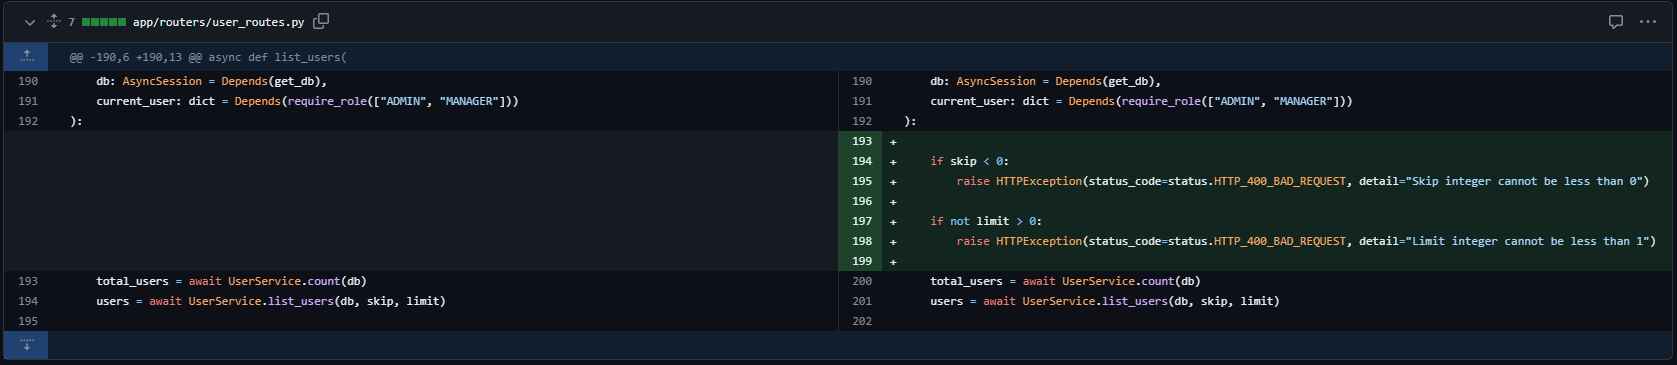 7 app/routers/user_routes.py
@@ -190,6 +190,13 @@ async def list_users(
190 db: AsyncSession = Depends(get_db),
191 current_user: dict = Depends(require_role(["ADMIN", "MANAGER"]))
192 ):
193 total_users = await UserService.count(db)
194 users = await UserService.list_users(db, skip, limit)
195
190 db: AsyncSession = Depends(get_db),
191 current_user: dict = Depends(require_role(["ADMIN", "MANAGER"]))
192 ):
193 +
194 + if skip < 0:
195 + raise HTTPException(status_code=status.HTTP_400_BAD_REQUEST, detail="Skip integer cannot be less than 0")
196 +
197 + if not limit > 0:
198 + raise HTTPException(status_code=status.HTTP_400_BAD_REQUEST, detail="Limit integer cannot be less than 1")
199 +
200 total_users = await UserService.count(db)
201 users = await UserService.list_users(db, skip, limit)
202